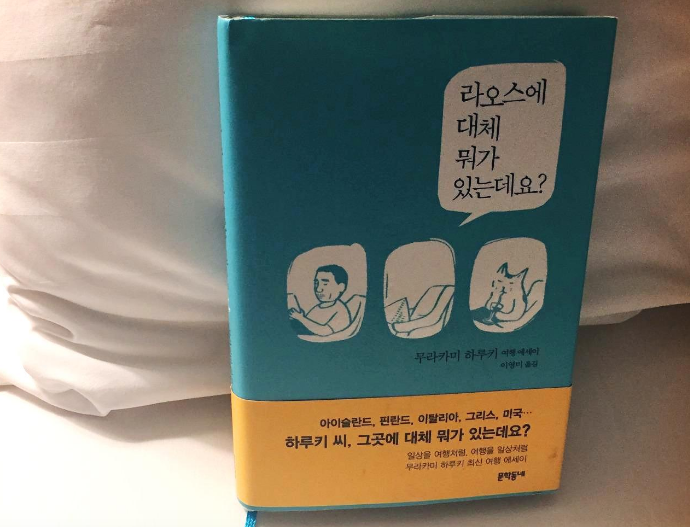 라오스에
대체
뭐가
있는데요?
무라카미 하루키 여행 에세이
이영미 옮김
아이슬란드, 핀란드, 이탈리아, 그리스, 미국…
하루키 씨, 그곳에 대체 뭐가 있는데요?
일상을 여행처럼, 여행을 일상처럼
무라카미 하루키 최신 여행 에세이
문학동네